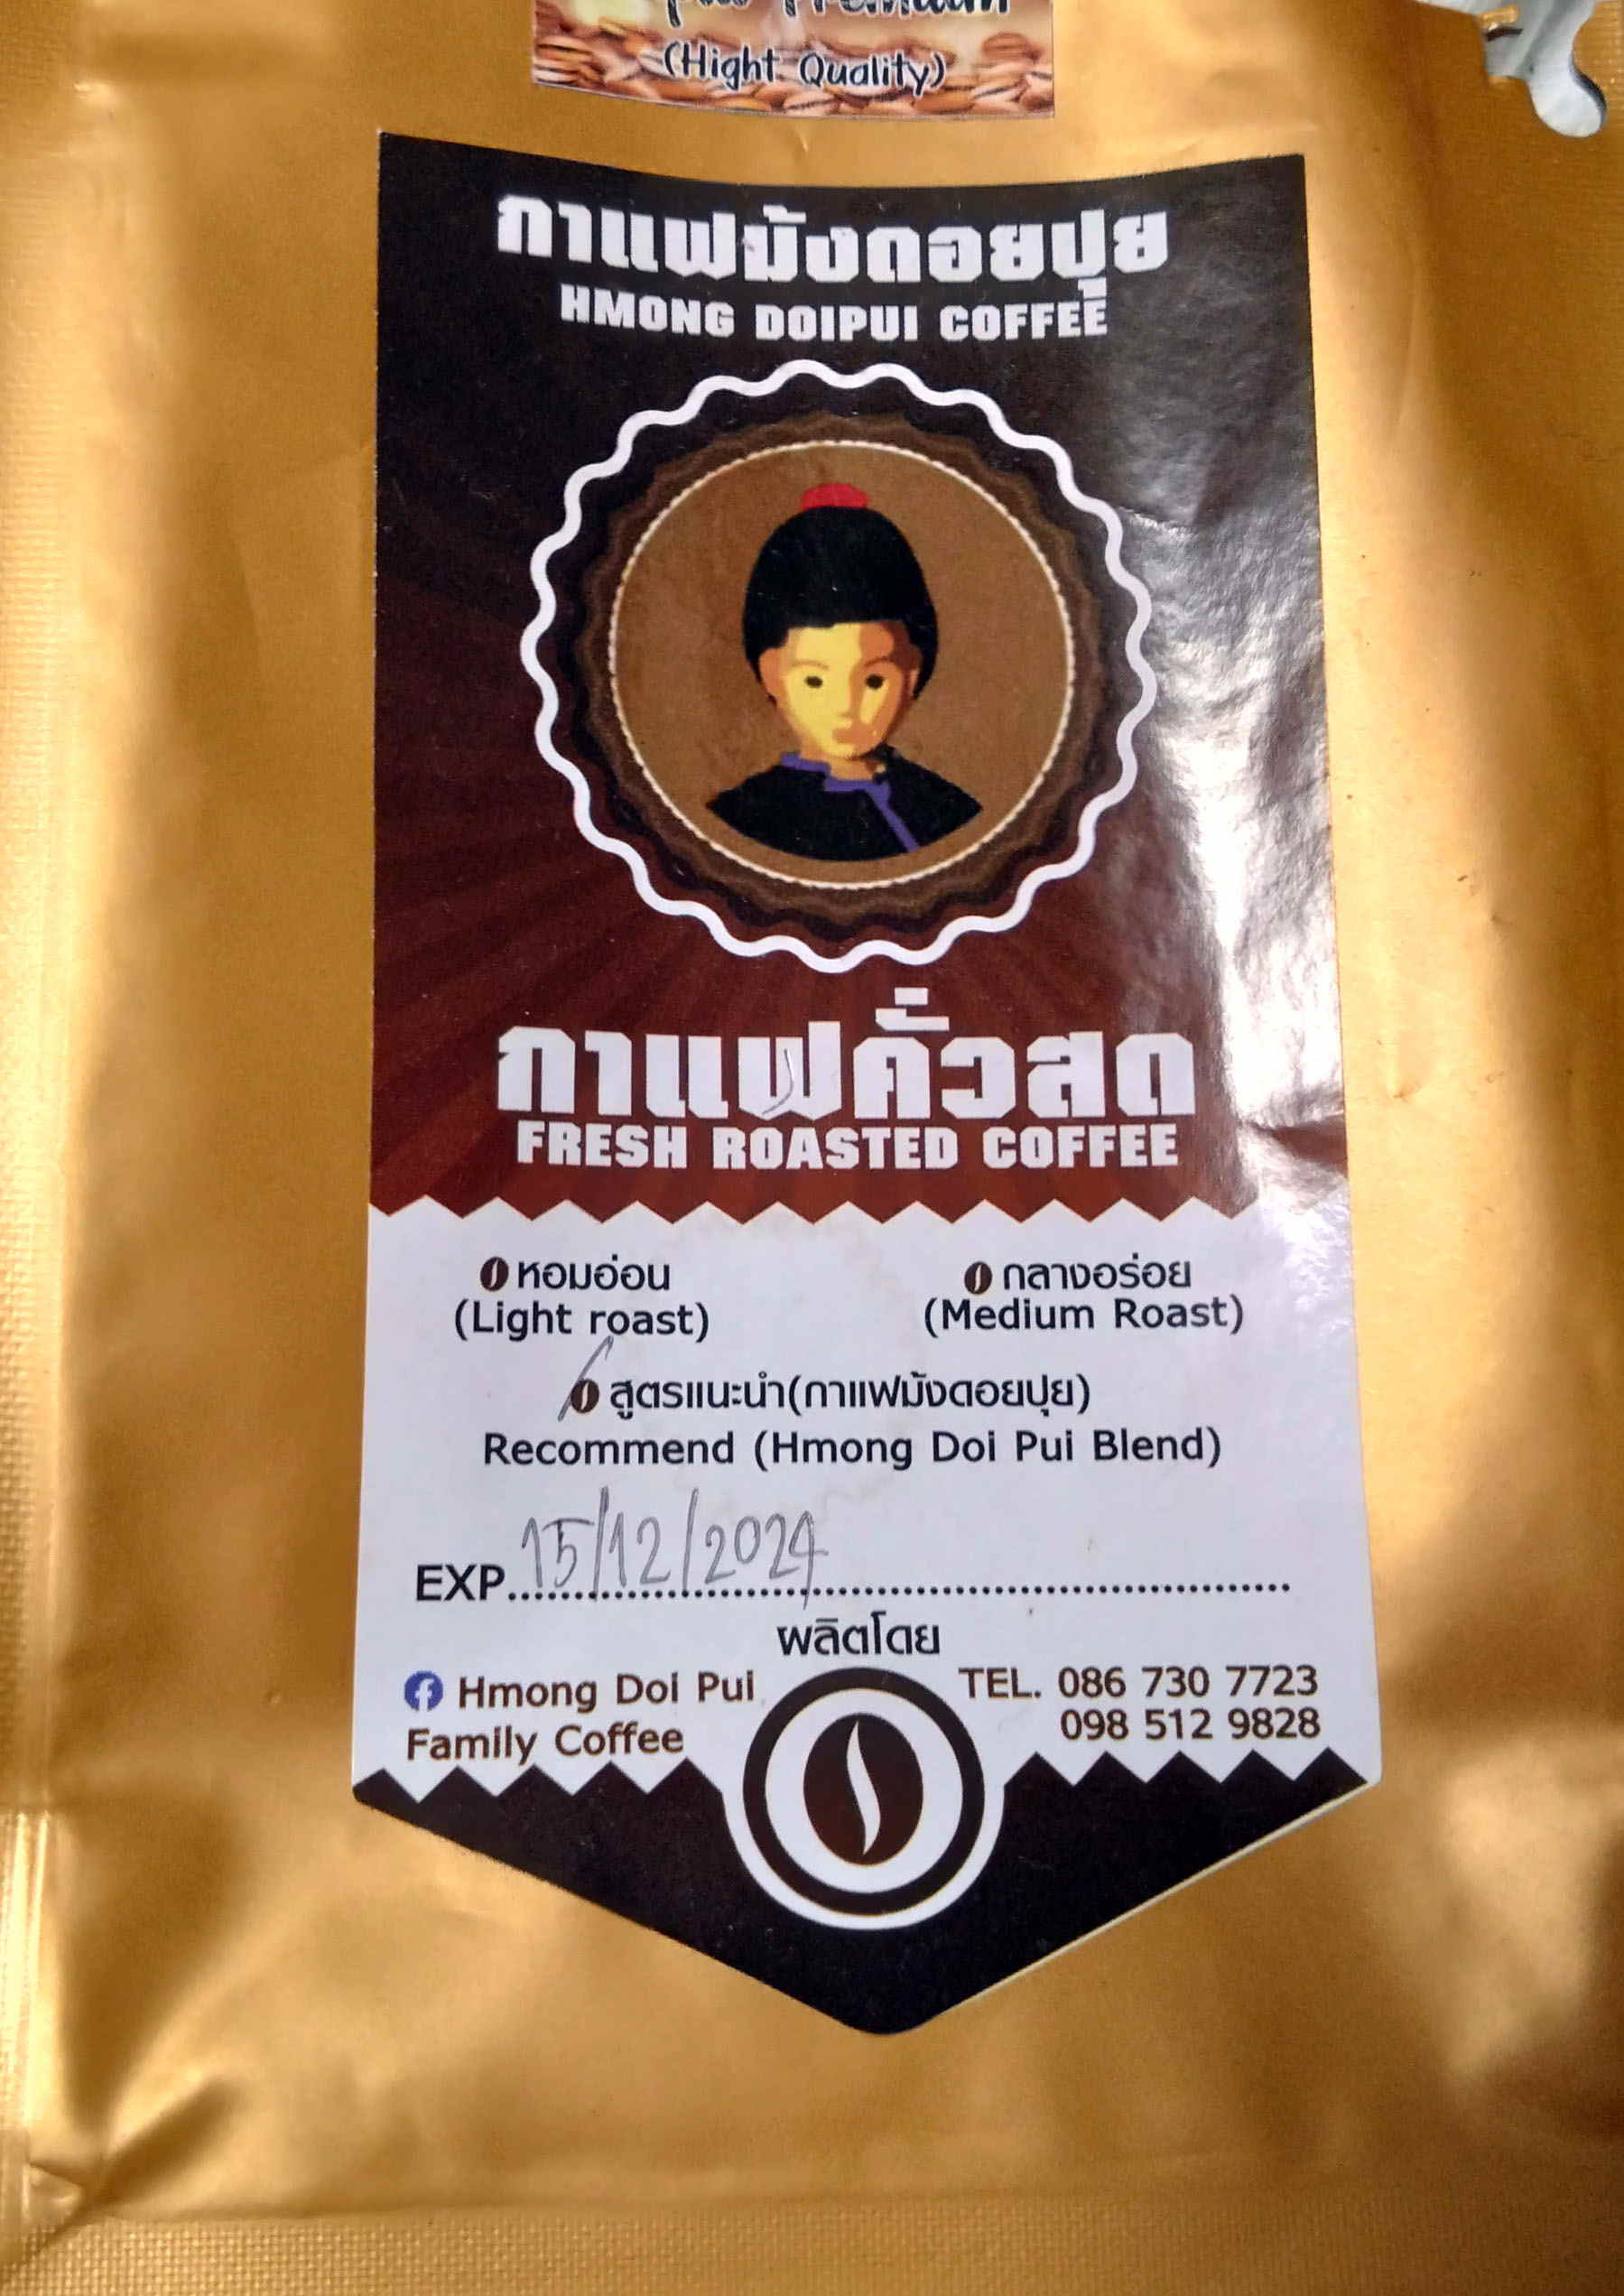 Premium
(Hight Quality)
กาแฟม้งดอยปุย
HMONG DOIPUI COFFEE
กาแฟคั่วสด
FRESH ROASTED COFFEE
หอมอ่อน
(Light roast)
กลางอร่อย
(Medium Roast)
สูตรแนะนำ(กาแฟม้งดอยปุย)
Recommend (Hmong Doi Pui Blend)
EXP. 15/12/2024
ผลิตโดย
Hmong Doi Pui
Family Coffee
TEL. 086 730 7723
098 512 9828